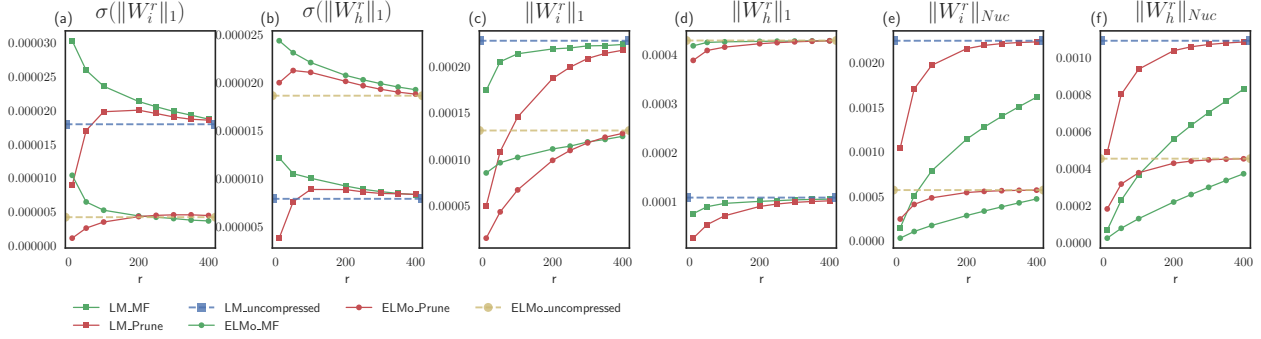 (a) σ(‖W_i^r‖_1)
(b) σ(‖W_h^r‖_1)
(c) ‖W_i^r‖_1
(d) ‖W_h^r‖_1
(e) ‖W_i^r‖_{Nuc}
(f) ‖W_h^r‖_{Nuc}
0.000030
0.000025
0.000020
0.000015
0.000010
0.000005
0.000000
0 200 400
r
0.000025
0.000020
0.000015
0.000010
0.000005
0 200 400
r
0.00020
0.00015
0.00010
0.00005
0 200 400
r
0.0004
0.0003
0.0002
0.0001
0 200 400
r
0.0020
0.0015
0.0010
0.0005
0.0000
0 200 400
r
0.0010
0.0008
0.0006
0.0004
0.0002
0.0000
0 200 400
r
LM_MF
LM_uncompressed
ELMo_Prune
ELMo_uncompressed
LM_Prune
ELMo_MF